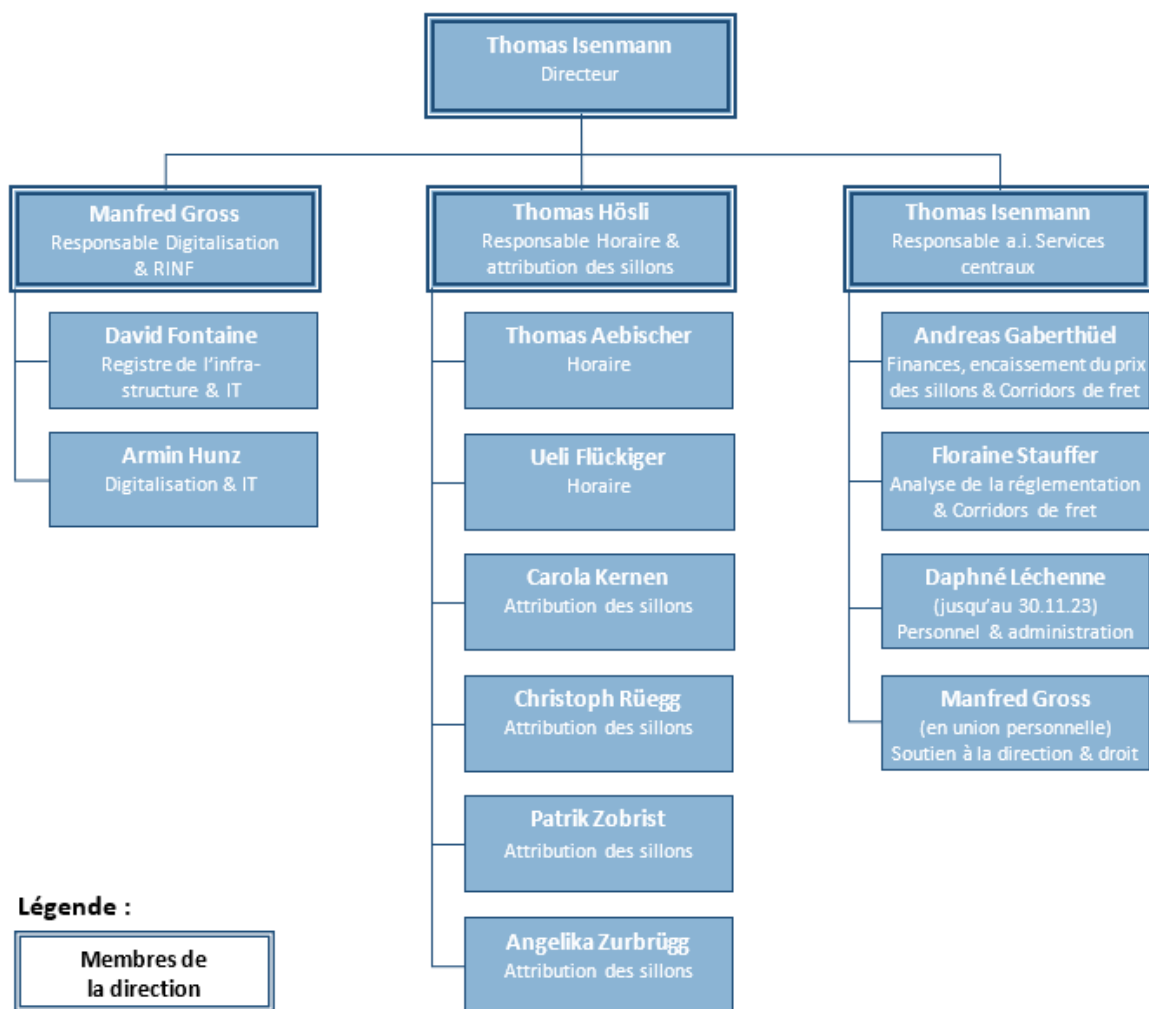 Thomas Isenmann
Directeur
Manfred Gross
Responsable Digitalisation
& RINF
David Fontaine
Registre de l'infra-
structure & IT
Armin Hunz
Digitalisation & IT
Thomas Hösli
Responsable Horaire &
attribution des sillons
Thomas Aebischer
Horaire
Ueli Flückiger
Horaire
Carola Kernen
Attribution des sillons
Christoph Rüegg
Attribution des sillons
Patrik Zobrist
Attribution des sillons
Angelika Zurbrügg
Attribution des sillons
Thomas Isenmann
Responsable a.i. Services
centraux
Andreas Gaberthüel
Finances, encaissement du prix
des sillons & Corridors de fret
Floraine Stauffer
Analyse de la réglementation
& Corridors de fret
Daphné Léchenne
(jusqu'au 30.11.23)
Personnel & administration
Manfred Gross
(en union personnelle)
Soutien à la direction & droit
Légende :
Membres de
la direction